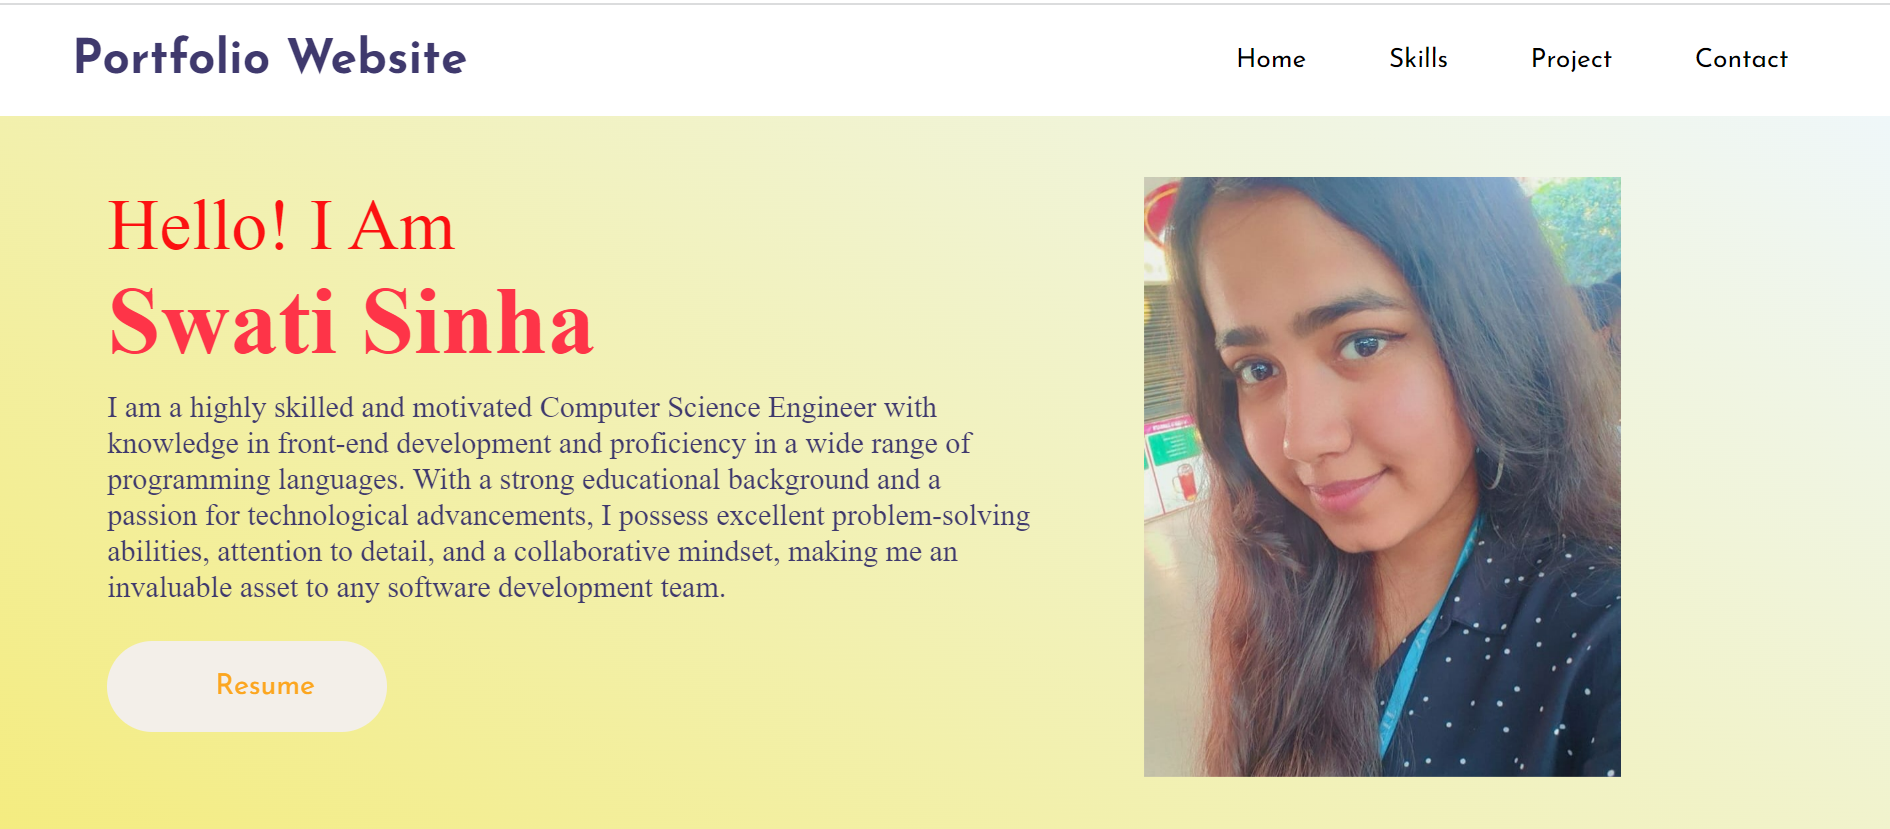 Portfolio Website
Home Skills Project Contact
Hello! I Am
Swati Sinha
I am a highly skilled and motivated Computer Science Engineer with
knowledge in front-end development and proficiency in a wide range of
programming languages. With a strong educational background and a
passion for technological advancements, I possess excellent problem-solving
abilities, attention to detail, and a collaborative mindset, making me an
invaluable asset to any software development team.
Resume